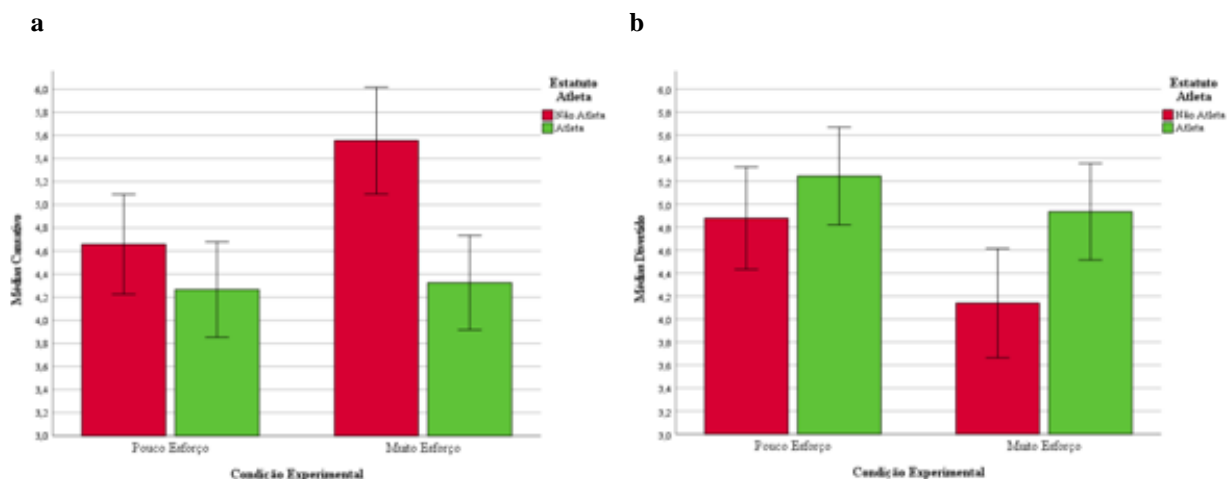 a
b
Estatuto
Atleta
Não Atleta
Atleta
6,0
5,8
5,6
5,4
5,2
5,0
4,8
4,6
4,4
4,2
4,0
3,8
3,6
3,4
3,2
3,0
Médias Cansativo
Pouco Esforço
Muito Esforço
Condição Experimental
Estatuto
Atleta
Não Atleta
Atleta
6,0
5,8
5,6
5,4
5,2
5,0
4,8
4,6
4,4
4,2
4,0
3,8
3,6
3,4
3,2
3,0
Médias Divertido
Pouco Esforço
Muito Esforço
Condição Experimental